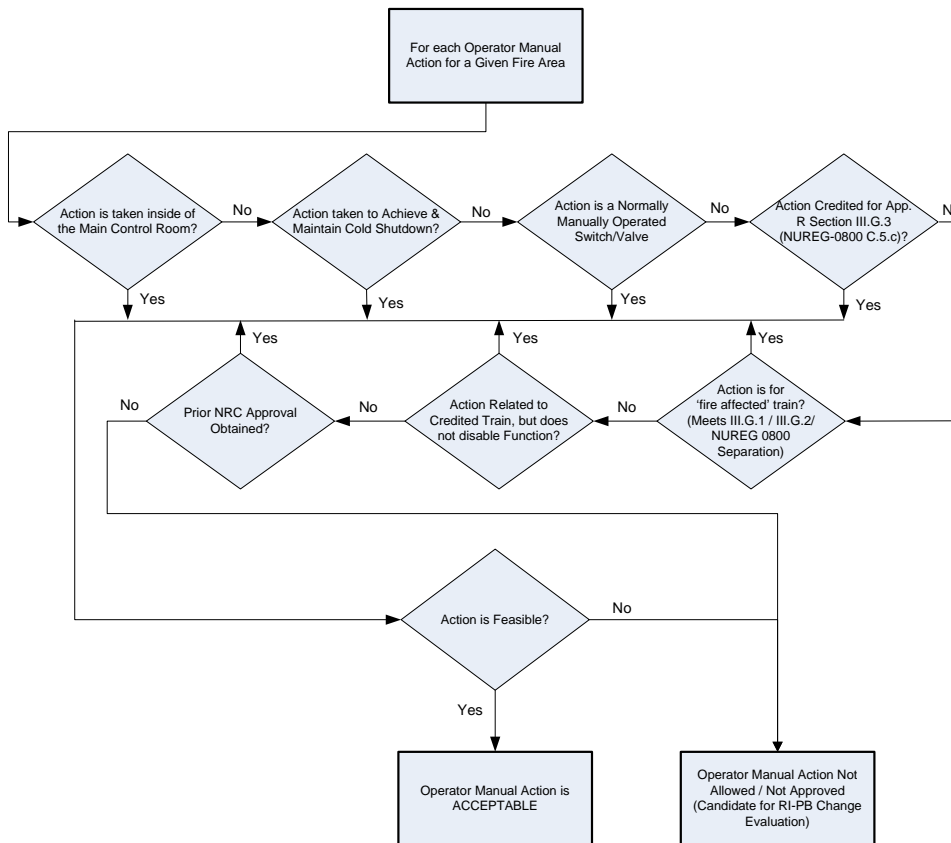 For each Operator Manual
Action for a Given Fire Area
Action is taken inside of
the Main Control Room?
No
Action taken to Achieve &
Maintain Cold Shutdown?
No
Action is a Normally
Manually Operated
Switch/Valve
No
Action Credited for App.
R Section III.G.3
(NUREG-0800 C.5.c)?
Yes
Yes
Yes
Yes
Yes
Yes
Yes
No
Prior NRC Approval
Obtained?
No
Action Related to
Credited Train, but does
not disable Function?
No
Action is for
‘fire affected’ train?
(Meets III.G.1 / III.G.2/
NUREG 0800
Separation)
Action is Feasible?
No
Yes
Operator Manual Action is
ACCEPTABLE
Operator Manual Action Not
Allowed / Not Approved
(Candidate for RI-PB Change
Evaluation)